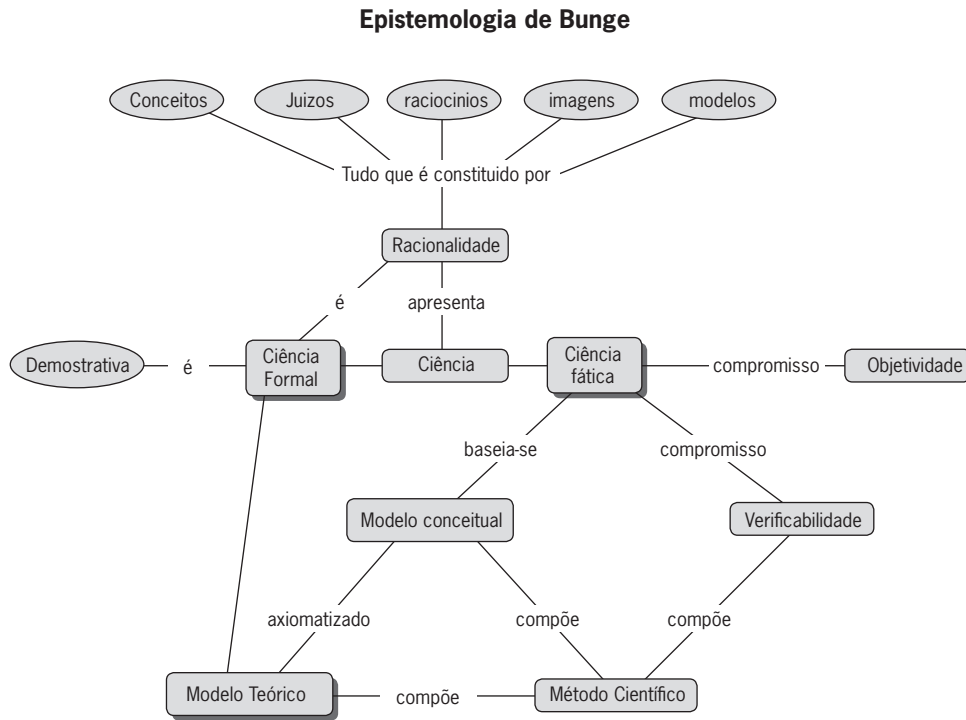 Epistemologia de Bunge
Conceitos
Juizos
raciocinios
imagens
modelos
Tudo que é constituido por
Racionalidade
é
apresenta
Demostrativa
é
Ciência
Formal
Ciência
Ciência
fática
compromisso
Objetividade
baseia-se
compromisso
Modelo conceitual
Verificabilidade
axiomatizado
compõe
compõe
Modelo Teórico
compõe
Método Científico